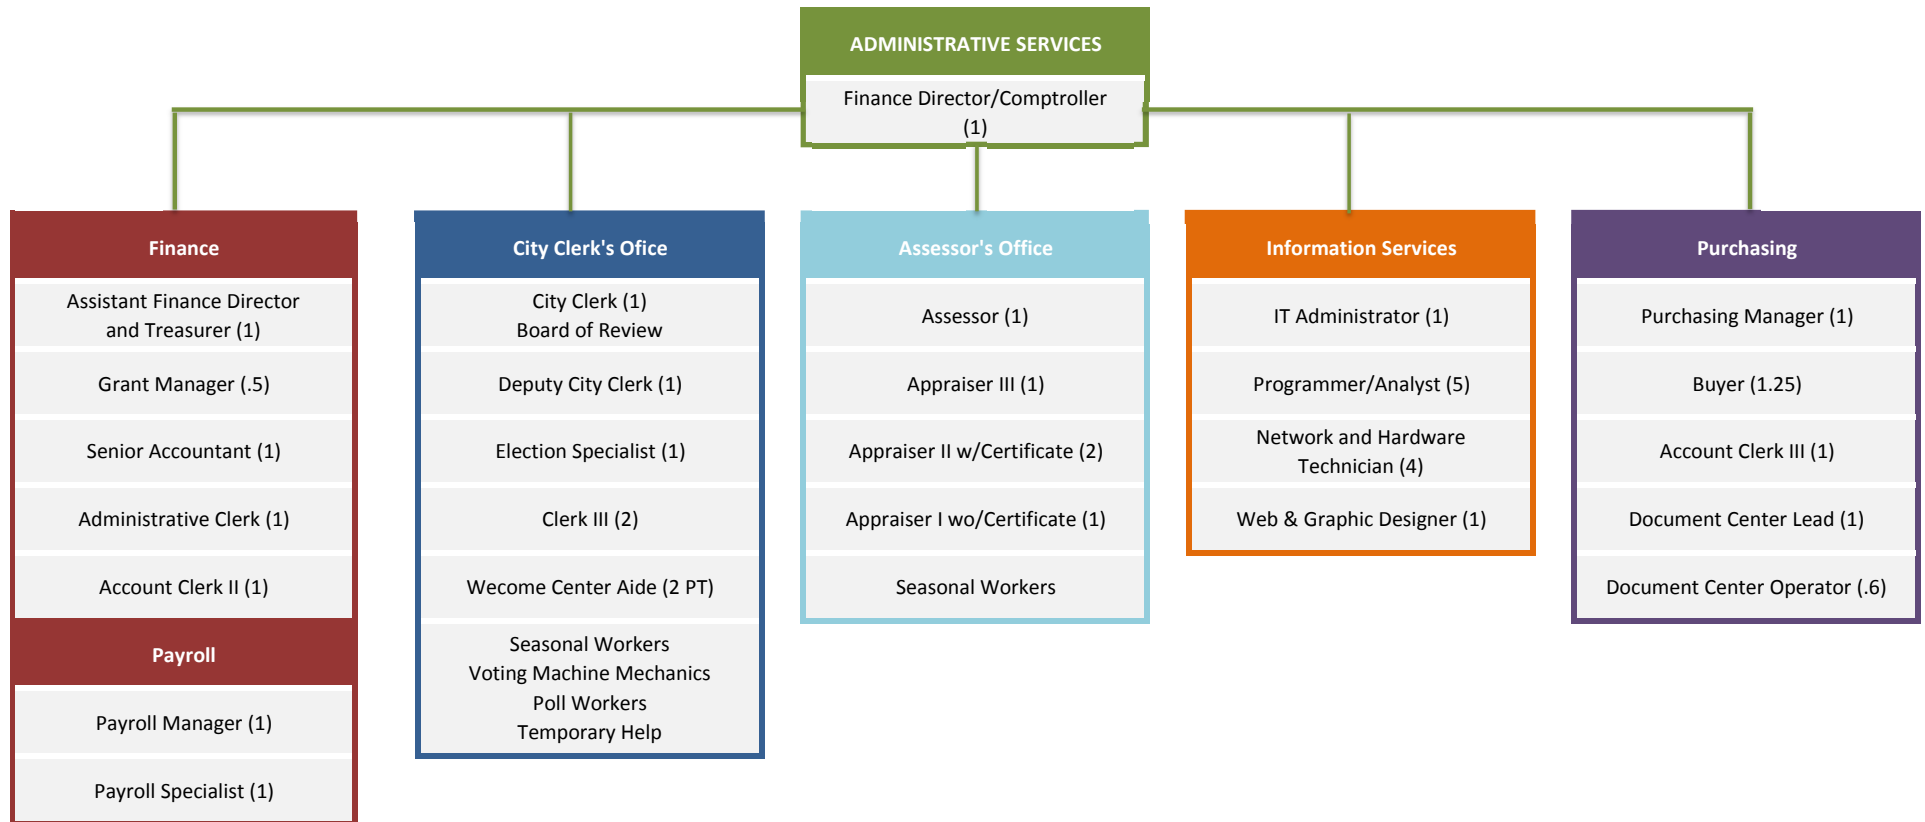 ADMINISTRATIVE SERVICES
Finance Director/Comptroller
(1)
Finance
Assistant Finance Director
and Treasurer (1)
Grant Manager (.5)
Senior Accountant (1)
Administrative Clerk (1)
Account Clerk II (1)
Payroll
Payroll Manager (1)
Payroll Specialist (1)
City Clerk's Ofice
City Clerk (1)
Board of Review
Deputy City Clerk (1)
Election Specialist (1)
Clerk III (2)
Wecome Center Aide (2 PT)
Seasonal Workers
Voting Machine Mechanics
Poll Workers
Temporary Help
Assessor's Office
Assessor (1)
Appraiser III (1)
Appraiser II w/Certificate (2)
Appraiser I wo/Certificate (1)
Seasonal Workers
Information Services
IT Administrator (1)
Programmer/Analyst (5)
Network and Hardware
Technician (4)
Web & Graphic Designer (1)
Purchasing
Purchasing Manager (1)
Buyer (1.25)
Account Clerk III (1)
Document Center Lead (1)
Document Center Operator (.6)